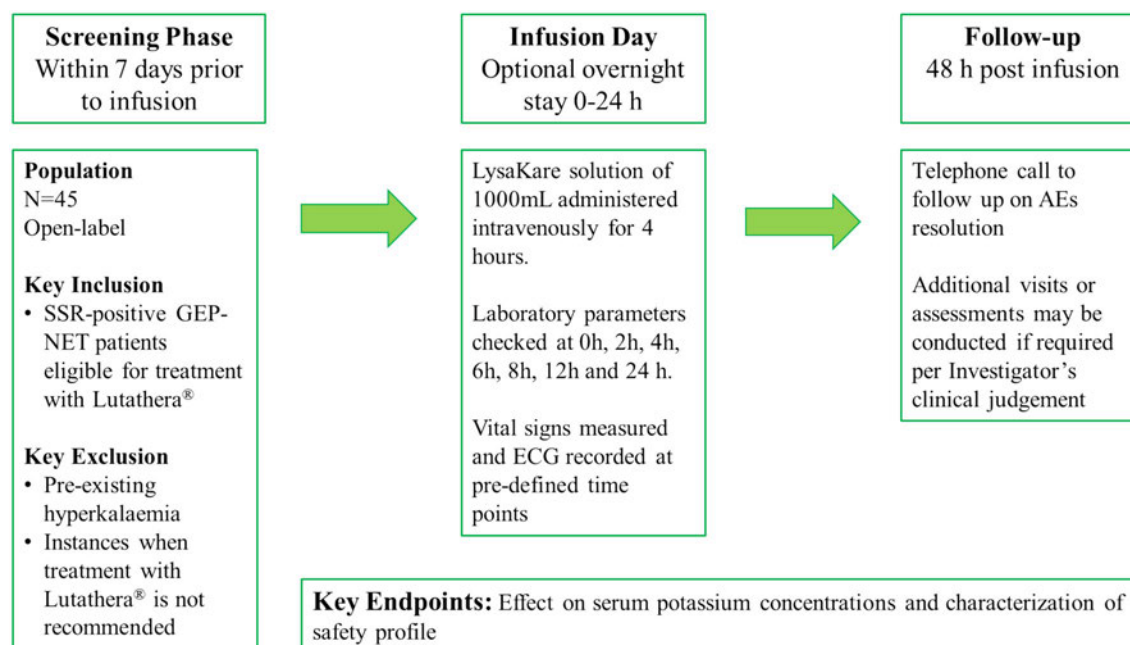 Screening Phase
Within 7 days prior
to infusion
Population
N=45
Open-label
Key Inclusion
• SSR-positive GEP-
NET patients
eligible for treatment
with Lutathera®
Key Exclusion
• Pre-existing
hyperkalaemia
• Instances when
treatment with
Lutathera® is not
recommended
Infusion Day
Optional overnight
stay 0-24 h
LysaKare solution of
1000mL administered
intravenously for 4
hours.
Laboratory parameters
checked at 0h, 2h, 4h,
6h, 8h, 12h and 24 h.
Vital signs measured
and ECG recorded at
pre-defined time
points
Follow-up
48 h post infusion
Telephone call to
follow up on AEs
resolution
Additional visits or
assessments may be
conducted if required
per Investigator's
clinical judgement
Key Endpoints: Effect on serum potassium concentrations and characterization of
safety profile